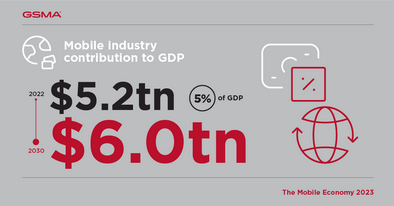 GSMA
Mobile industry
contribution to GDP
2022
$5.2tn
5% of GDP
2030
$6.0tn
%
The Mobile Economy 2023